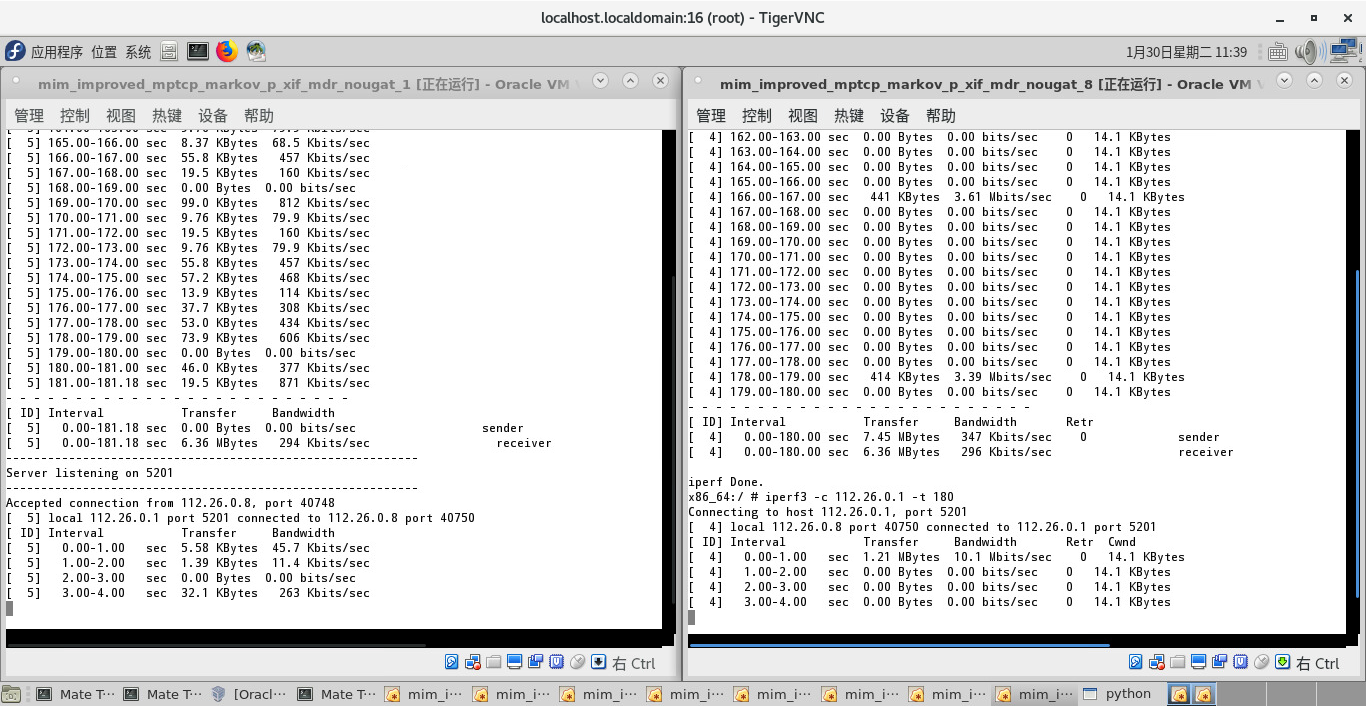 localhost.localdomain:16 (root) - TigerVNC
应用程序 位置 系统
1月30日星期二 11:39
mim_improved_mptcp_markov_p_xif_mdr_nougat_1 [正在运行] - Oracle VM
管理 控制 视图 热键 设备 帮助
[  5] 165.00-166.00 sec  8.37 KBytes  68.5 Kbits/sec
[  5] 166.00-167.00 sec  55.8 KBytes   457 Kbits/sec
[  5] 167.00-168.00 sec  19.5 KBytes   160 Kbits/sec
[  5] 168.00-169.00 sec  0.00 Bytes  0.00 bits/sec
[  5] 169.00-170.00 sec  99.0 KBytes   812 Kbits/sec
[  5] 170.00-171.00 sec  9.76 KBytes  79.9 Kbits/sec
[  5] 171.00-172.00 sec  19.5 KBytes   160 Kbits/sec
[  5] 172.00-173.00 sec  9.76 KBytes  79.9 Kbits/sec
[  5] 173.00-174.00 sec  55.8 KBytes   457 Kbits/sec
[  5] 174.00-175.00 sec  57.2 KBytes   468 Kbits/sec
[  5] 175.00-176.00 sec  13.9 KBytes   114 Kbits/sec
[  5] 176.00-177.00 sec  37.7 KBytes   308 Kbits/sec
[  5] 177.00-178.00 sec  53.0 KBytes   434 Kbits/sec
[  5] 178.00-179.00 sec  73.9 KBytes   606 Kbits/sec
[  5] 179.00-180.00 sec  0.00 Bytes  0.00 bits/sec
[  5] 180.00-181.00 sec  46.0 KBytes   377 Kbits/sec
[  5] 181.00-181.18 sec  19.5 KBytes   871 Kbits/sec
- - - - - - - - - - - - - - - - - - - - - - - - -
[ ID] Interval           Transfer     Bandwidth
[  5]   0.00-181.18 sec  0.00 Bytes  0.00 bits/sec                  sender
[  5]   0.00-181.18 sec  6.36 MBytes   294 Kbits/sec                  receiver
-----------------------------------------------------------
Server listening on 5201
-----------------------------------------------------------
Accepted connection from 112.26.0.8, port 40748
[  5] local 112.26.0.1 port 5201 connected to 112.26.0.8 port 40750
[ ID] Interval           Transfer     Bandwidth
[  5]   0.00-1.00   sec  5.58 KBytes  45.7 Kbits/sec
[  5]   1.00-2.00   sec  1.39 KBytes  11.4 Kbits/sec
[  5]   2.00-3.00   sec  0.00 Bytes  0.00 bits/sec
[  5]   3.00-4.00   sec  32.1 KBytes   263 Kbits/sec
右 Ctrl
mim_improved_mptcp_markov_p_xif_mdr_nougat_8 [正在运行] - Oracle VM
管理 控制 视图 热键 设备 帮助
[  4] 162.00-163.00 sec  0.00 Bytes  0.00 bits/sec    0   14.1 KBytes
[  4] 163.00-164.00 sec  0.00 Bytes  0.00 bits/sec    0   14.1 KBytes
[  4] 164.00-165.00 sec  0.00 Bytes  0.00 bits/sec    0   14.1 KBytes
[  4] 165.00-166.00 sec  0.00 Bytes  0.00 bits/sec    0   14.1 KBytes
[  4] 166.00-167.00 sec   441 KBytes  3.61 Mbits/sec    0   14.1 KBytes
[  4] 167.00-168.00 sec  0.00 Bytes  0.00 bits/sec    0   14.1 KBytes
[  4] 168.00-169.00 sec  0.00 Bytes  0.00 bits/sec    0   14.1 KBytes
[  4] 169.00-170.00 sec  0.00 Bytes  0.00 bits/sec    0   14.1 KBytes
[  4] 170.00-171.00 sec  0.00 Bytes  0.00 bits/sec    0   14.1 KBytes
[  4] 171.00-172.00 sec  0.00 Bytes  0.00 bits/sec    0   14.1 KBytes
[  4] 172.00-173.00 sec  0.00 Bytes  0.00 bits/sec    0   14.1 KBytes
[  4] 173.00-174.00 sec  0.00 Bytes  0.00 bits/sec    0   14.1 KBytes
[  4] 174.00-175.00 sec  0.00 Bytes  0.00 bits/sec    0   14.1 KBytes
[  4] 175.00-176.00 sec  0.00 Bytes  0.00 bits/sec    0   14.1 KBytes
[  4] 176.00-177.00 sec  0.00 Bytes  0.00 bits/sec    0   14.1 KBytes
[  4] 177.00-178.00 sec  0.00 Bytes  0.00 bits/sec    0   14.1 KBytes
[  4] 178.00-179.00 sec   414 KBytes  3.39 Mbits/sec    0   14.1 KBytes
[  4] 179.00-180.00 sec  0.00 Bytes  0.00 bits/sec    0   14.1 KBytes
- - - - - - - - - - - - - - - - - - - - - - - - -
[ ID] Interval           Transfer     Bandwidth       Retr
[  4]   0.00-180.00 sec  7.45 MBytes   347 Kbits/sec    0             sender
[  4]   0.00-180.00 sec  6.36 MBytes   296 Kbits/sec                  receiver
iperf Done.
x86_64:/ # iperf3 -c 112.26.0.1 -t 180
Connecting to host 112.26.0.1, port 5201
[  4] local 112.26.0.8 port 40750 connected to 112.26.0.1 port 5201
[ ID] Interval           Transfer     Bandwidth       Retr  Cwnd
[  4]   0.00-1.00   sec  1.21 MBytes  10.1 Mbits/sec    0   14.1 KBytes
[  4]   1.00-2.00   sec  0.00 Bytes  0.00 bits/sec    0   14.1 KBytes
[  4]   2.00-3.00   sec  0.00 Bytes  0.00 bits/sec    0   14.1 KBytes
[  4]   3.00-4.00   sec  0.00 Bytes  0.00 bits/sec    0   14.1 KBytes
右 Ctrl
Mate T··· Mate T··· [Oracl··· Mate T··· mim_i··· mim_i··· mim_i··· mim_i··· mim_i··· mim_i··· mim_i··· mim_i··· python